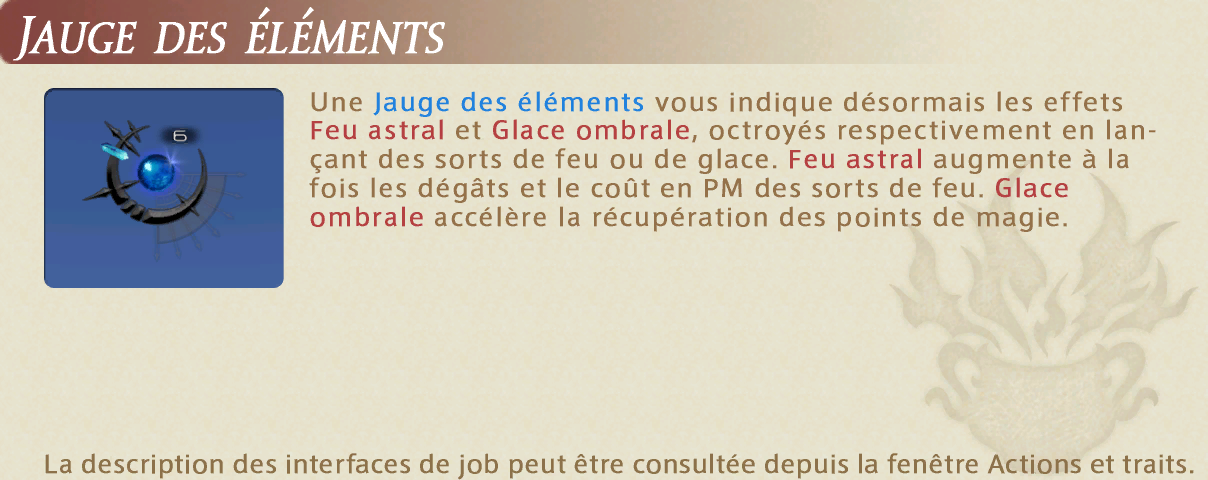 Jauge des éléments
6
Une Jauge des éléments vous indique désormais les effets
Feu astral et Glace ombrale, octroyés respectivement en lan-
çant des sorts de feu ou de glace. Feu astral augmente à la
fois les dégâts et le coût en PM des sorts de feu. Glace
ombrale accélère la récupération des points de magie.
La description des interfaces de job peut être consultée depuis la fenêtre Actions et traits.